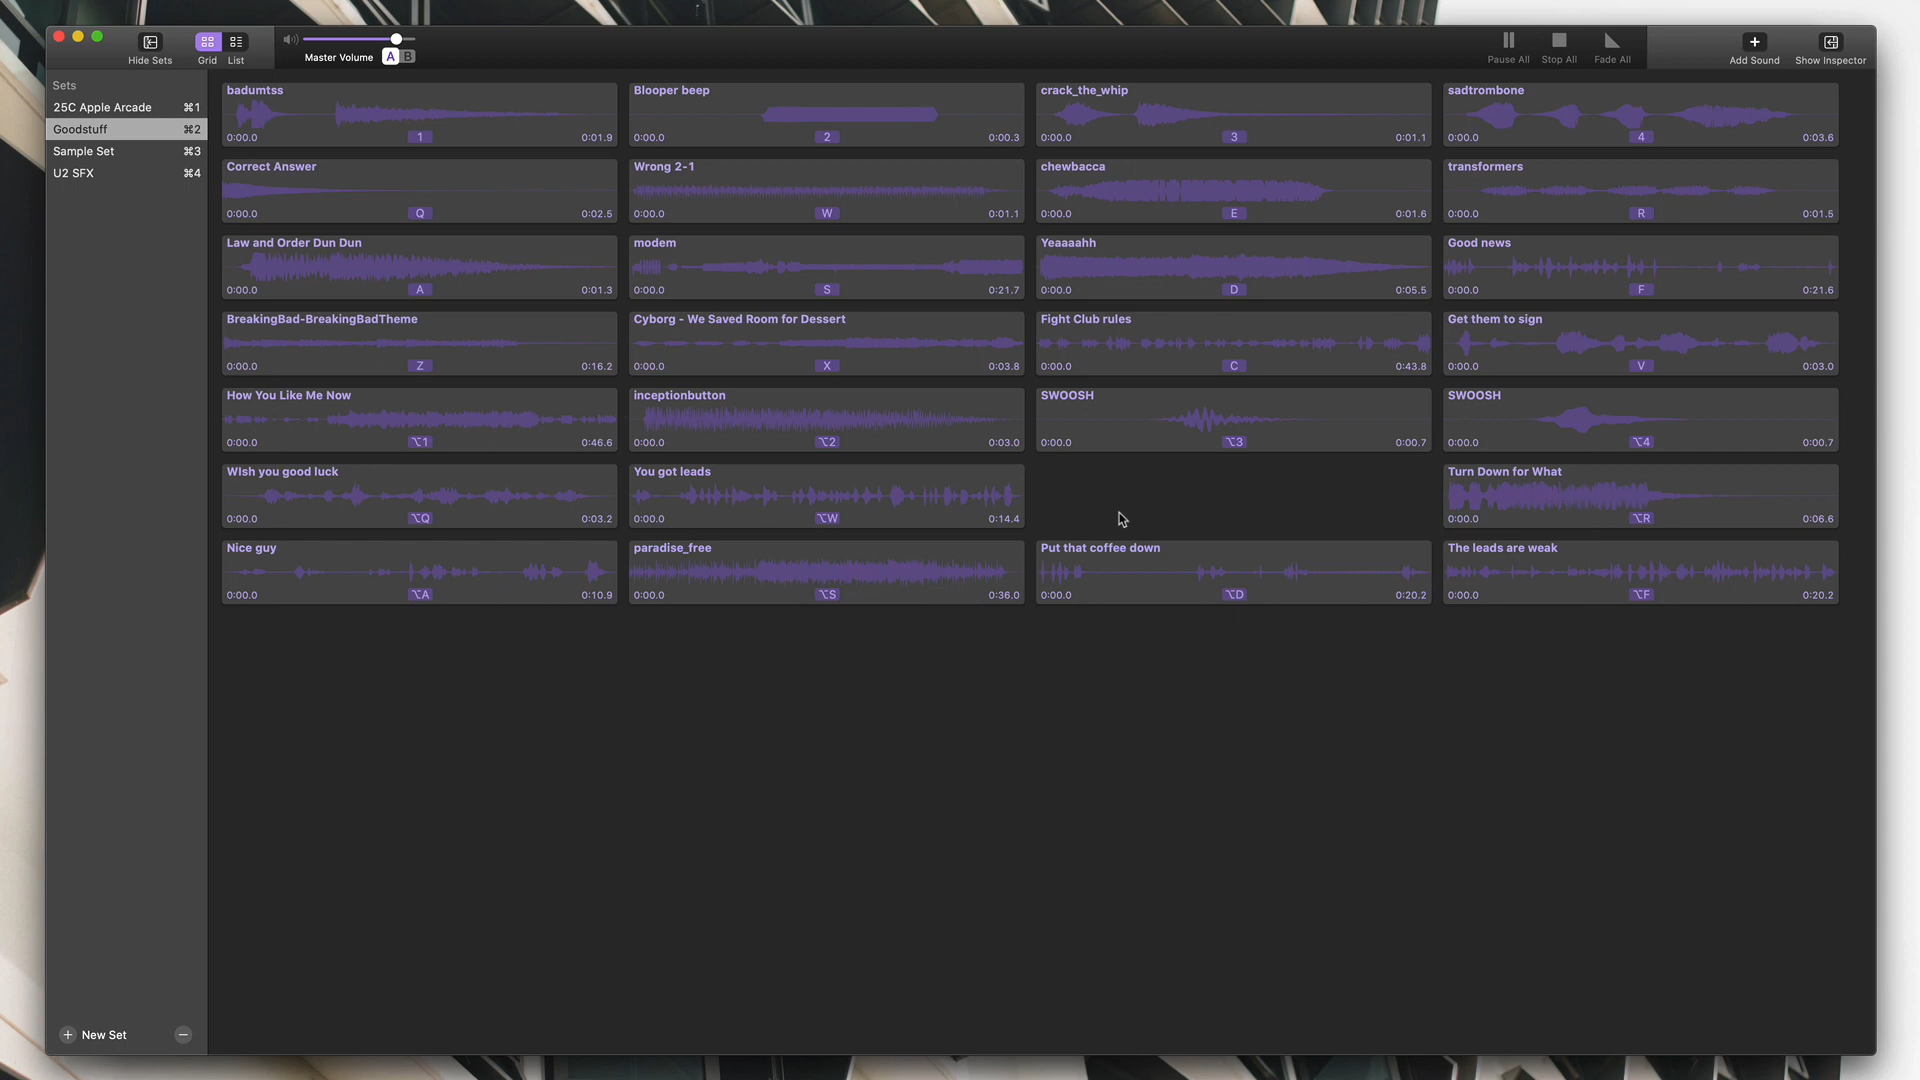 Hide Sets
Grid
List
Master Volume
A
B
Pause All
Stop All
Fade All
Add Sound
Show Inspector
Sets
25C Apple Arcade ⌘1
Goodstuff ⌘2
Sample Set ⌘3
U2 SFX ⌘4
badumtss
0:00.0 1 0:01.9
Blooper beep
0:00.0 2 0:00.3
crack_the_whip
0:00.0 3 0:01.1
sadtrombone
0:00.0 4 0:03.6
Correct Answer
0:00.0 Q 0:02.5
Wrong 2-1
0:00.0 W 0:01.1
chewbacca
0:00.0 E 0:01.6
transformers
0:00.0 R 0:01.5
Law and Order Dun Dun
0:00.0 A 0:01.3
modem
0:00.0 S 0:21.7
Yeaaaahh
0:00.0 D 0:05.5
Good news
0:00.0 F 0:21.6
BreakingBad-BreakingBadTheme
0:00.0 Z 0:16.2
Cyborg - We Saved Room for Dessert
0:00.0 X 0:03.8
Fight Club rules
0:00.0 C 0:43.8
Get them to sign
0:00.0 V 0:03.0
How You Like Me Now
0:00.0 ⌥1 0:46.6
inceptionbutton
0:00.0 ⌥2 0:03.0
SWOOSH
0:00.0 ⌥3 0:00.7
SWOOSH
0:00.0 ⌥4 0:00.7
WIsh you good luck
0:00.0 ⌥Q 0:03.2
You got leads
0:00.0 ⌥W 0:14.4
Turn Down for What
0:00.0 ⌥R 0:06.6
Nice guy
0:00.0 ⌥A 0:10.9
paradise_free
0:00.0 ⌥S 0:36.0
Put that coffee down
0:00.0 ⌥D 0:20.2
The leads are weak
0:00.0 ⌥F 0:20.2
New Set